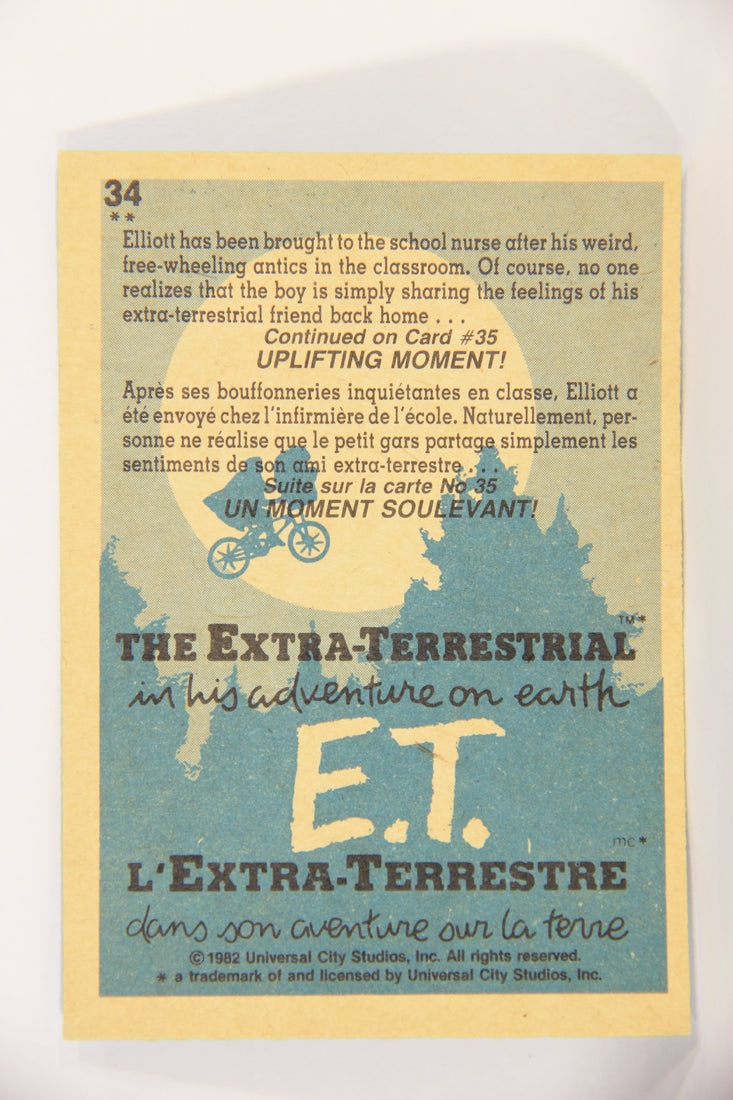 34
**
Elliott has been brought to the school nurse after his weird,
free-wheeling antics in the classroom. Of course, no one
realizes that the boy is simply sharing the feelings of his
extra-terrestrial friend back home . . .
Continued on Card #35
UPLIFTING MOMENT!
Après ses bouffonneries inquiétantes en classe, Elliott a
été envoyé chez l'infirmière de l'école. Naturellement, per-
sonne ne réalise que le petit gars partage simplement les
sentiments de son ami extra-terrestre . . .
Suite sur la carte No 35
UN MOMENT SOULEVANT!
THE EXTRA-TERRESTRIAL TM*
in his adventure on earth
E.T.
mc*
L'EXTRA-TERRESTRE
dans son aventure sur la terre
©1982 Universal City Studios, Inc. All rights reserved.
* a trademark of and licensed by Universal City Studios, Inc.